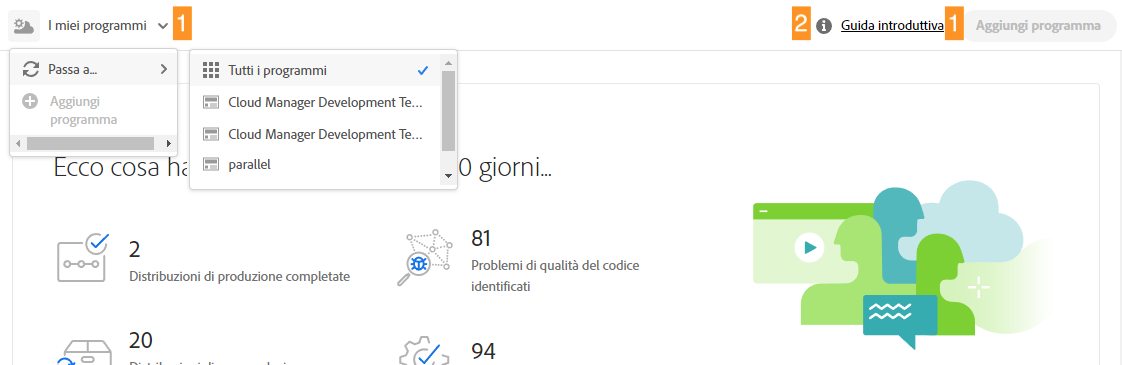 I miei programmi
1
2
Guida introduttiva
1
Aggiungi programma
Passa a...
Aggiungi
programma
Tutti i programmi
Cloud Manager Development Te...
Cloud Manager Development Te...
parallel
Ecco cosa ha
0 giorni...
2
Distribuzioni di produzione completate
81
Problemi di qualità del codice
identificati
20
94